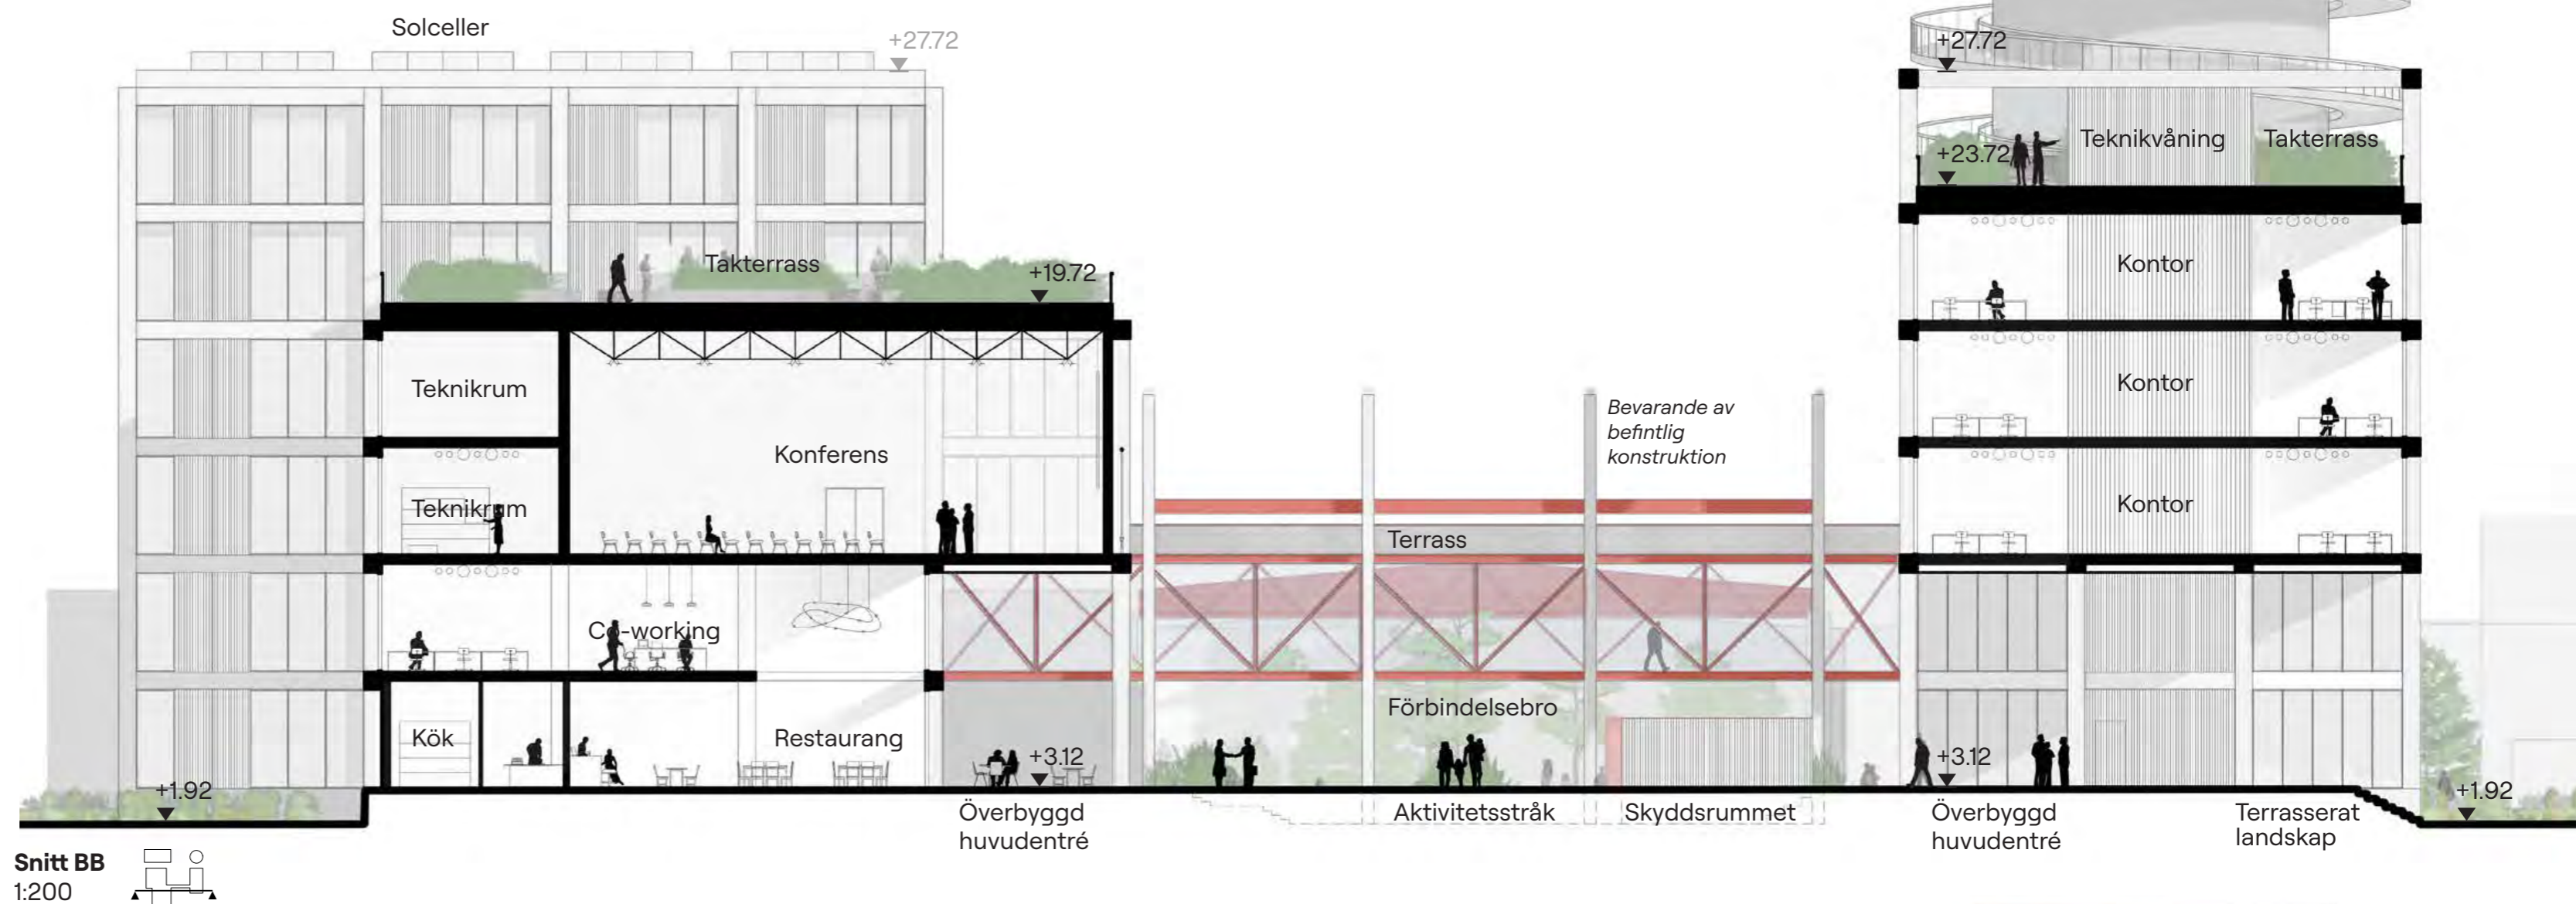 Solceller
+27.72
+27.72
Teknikvåning
Takterrass
+23.72
Takterrass
+19.72
Kontor
Teknikrum
Kontor
Bevarande av
befintlig
konstruktion
Konferens
Teknikrum
Kontor
Terrass
Co-working
Förbindelsebro
Kök
Restaurang
+3.12
+3.12
+1.92
+1.92
Överbyggd
huvudentré
Aktivitetsstråk
Skyddsrummet
Överbyggd
huvudentré
Terrasserat
landskap
Snitt BB
1:200